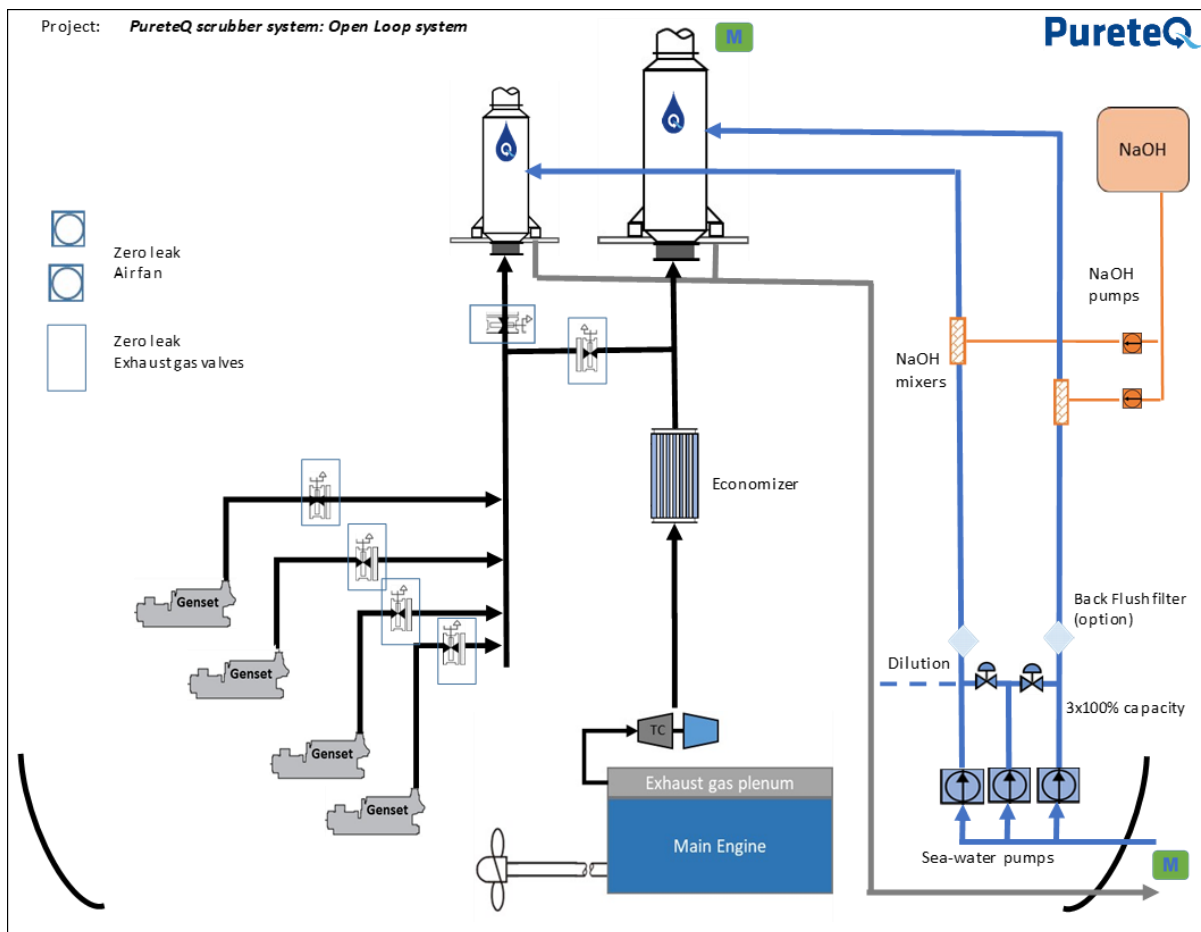 Project: PureteQ scrubber system: Open Loop system
PureteQ
M
Q
Q
NaOH
Zero leak
Air fan
Zero leak
Exhaust gas valves
NaOH
pumps
NaOH
mixers
Economizer
Genset
Genset
Genset
Genset
Back Flush filter
(option)
Dilution
3x100% capacity
TC
Exhaust gas plenum
Main Engine
Sea-water pumps
M